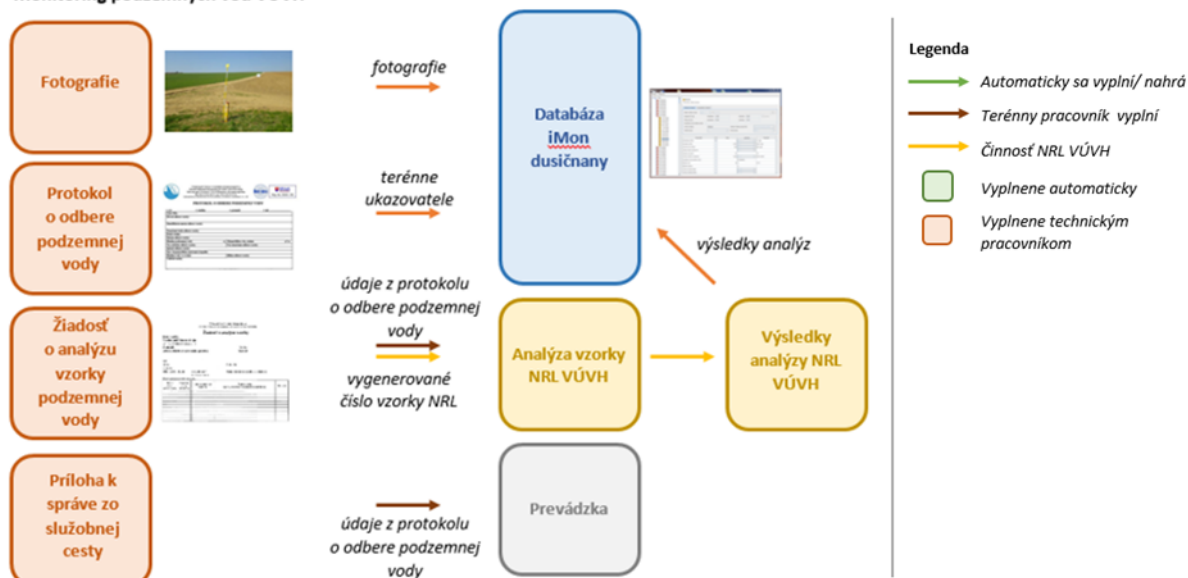 Fotografie
fotografie
Databáza
iMon
dusičnany
Legenda
Automaticky sa vyplní/ nahrá
Terénny pracovník vyplní
Činnosť NRL VÚVH
Vyplnene automaticky
Vyplnene technickým
pracovníkom
Protokol
o odbere
podzemnej
vody
terénne
ukazovatele
výsledky analýz
Žiadosť
o analýzu
vzorky
podzemnej
vody
údaje z protokolu
o odbere podzemnej
vody
vygenerované
číslo vzorky NRL
Analýza vzorky
NRL VÚVH
Výsledky
analýzy NRL
VÚVH
Príloha k
správe zo
služobnej
cesty
údaje z protokolu
o odbere podzemnej
vody
Prevádzka